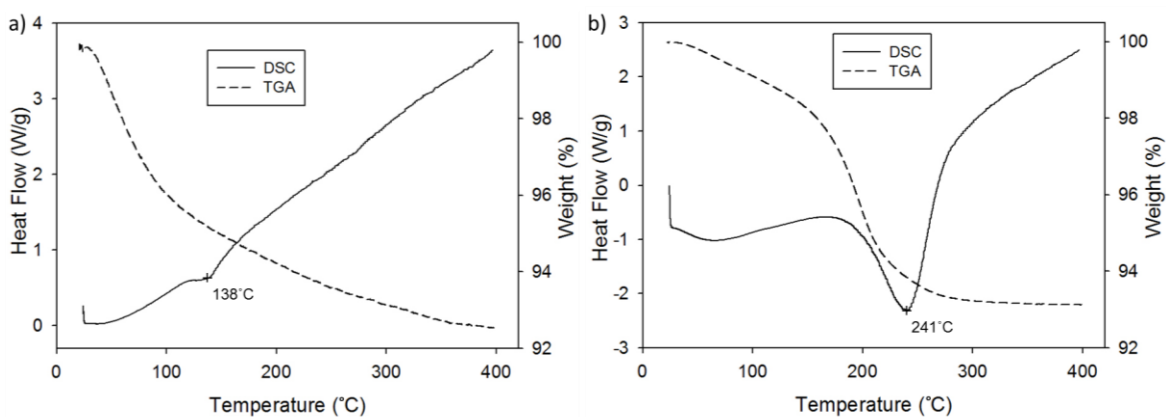 a)
4
3
2
1
0
Heat Flow (W/g)
DSC
TGA
138°C
100
98
96
94
92
Weight (%)
0
100
200
300
400
Temperature (°C)
b)
3
2
1
0
-1
-2
-3
Heat Flow (W/g)
DSC
TGA
241°C
100
98
96
94
92
Weight (%)
0
100
200
300
400
Temperature (°C)